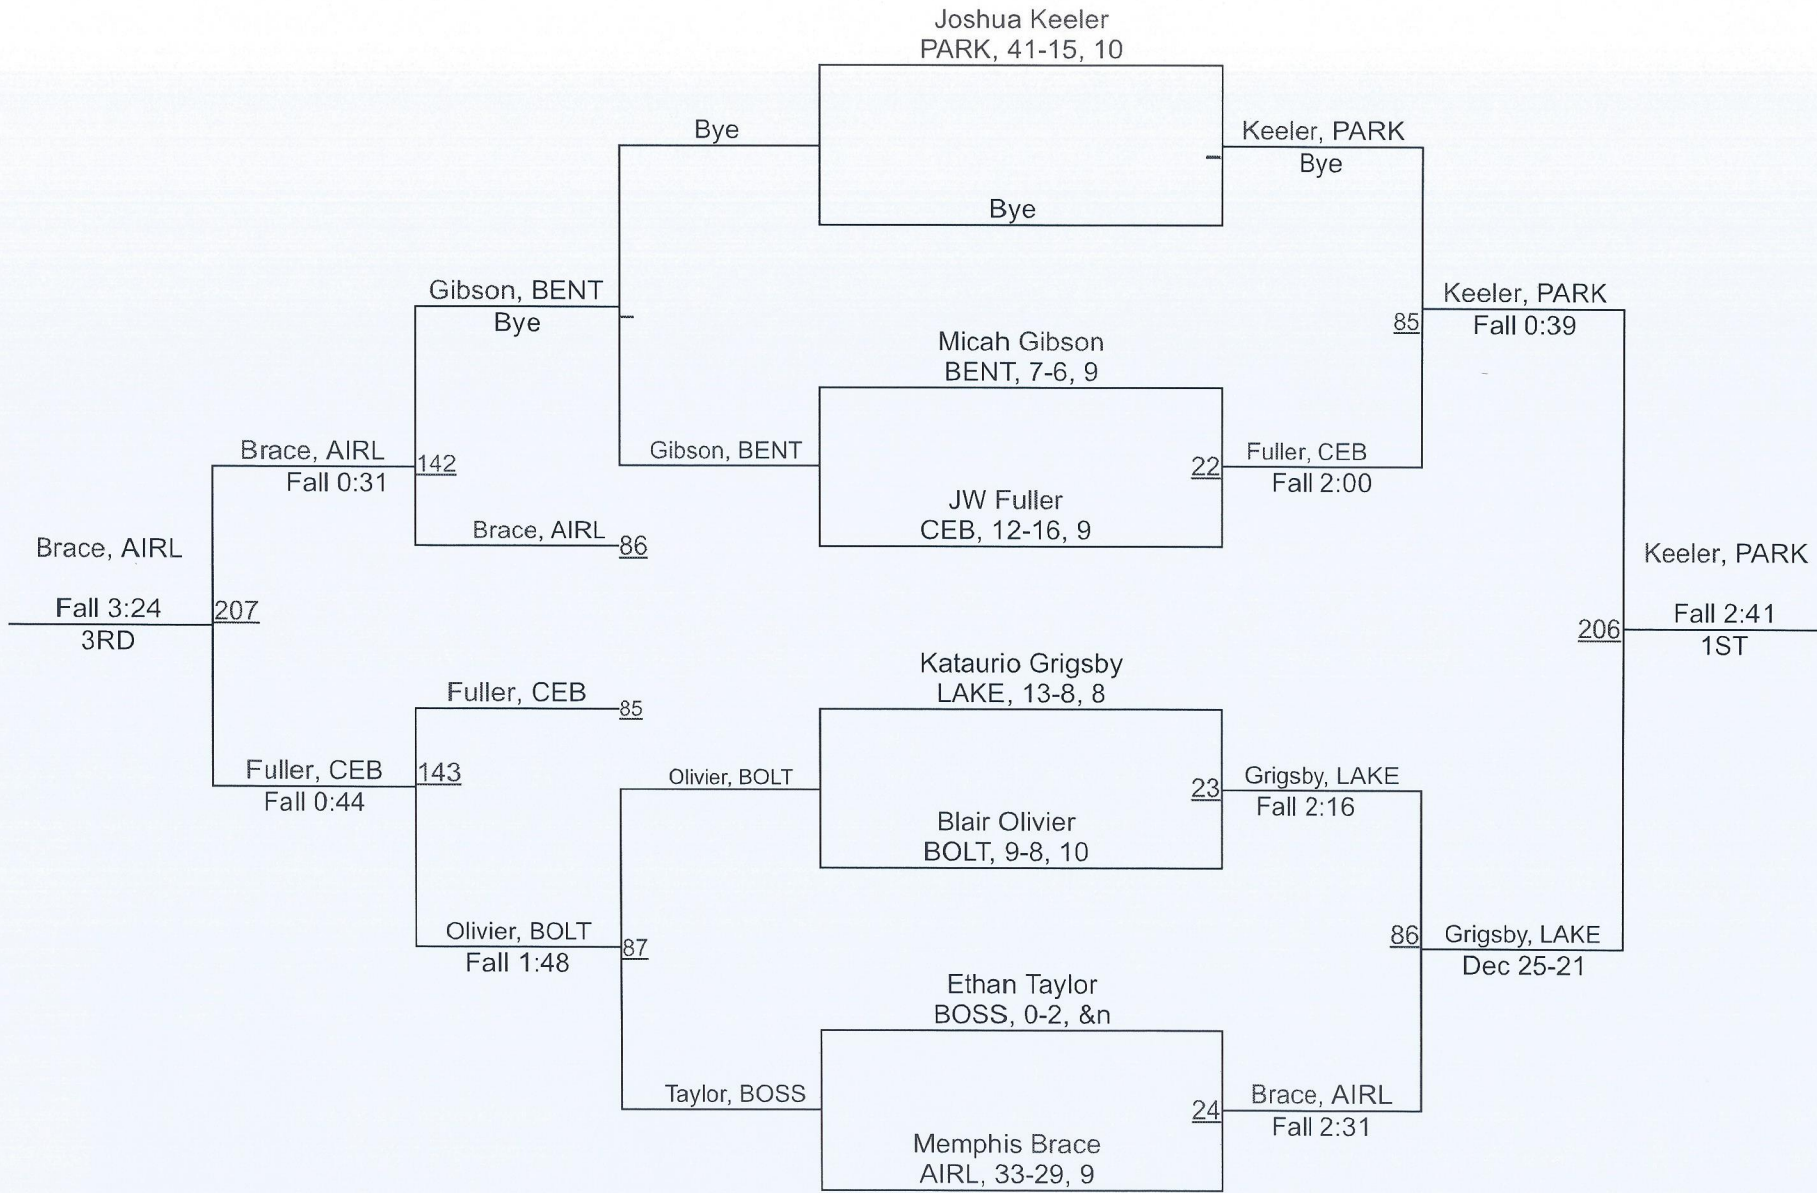 Joshua Keeler
PARK, 41-15, 10
Bye
Keeler, PARK
Bye
Bye
Gibson, BENT
Bye
Keeler, PARK
85
Fall 0:39
Micah Gibson
BENT, 7-6, 9
Brace, AIRL
142
Fall 0:31
Gibson, BENT
22
Fuller, CEB
Fall 2:00
JW Fuller
CEB, 12-16, 9
Brace, AIRL
86
Brace, AIRL
Fall 3:24
207
3RD
Keeler, PARK
206
Fall 2:41
1ST
Kataurio Grigsby
LAKE, 13-8, 8
Fuller, CEB
85
Fuller, CEB
143
Fall 0:44
Olivier, BOLT
23
Grigsby, LAKE
Fall 2:16
Blair Olivier
BOLT, 9-8, 10
Olivier, BOLT
87
Fall 1:48
86
Grigsby, LAKE
Dec 25-21
Ethan Taylor
BOSS, 0-2, &n
Taylor, BOSS
24
Brace, AIRL
Fall 2:31
Memphis Brace
AIRL, 33-29, 9